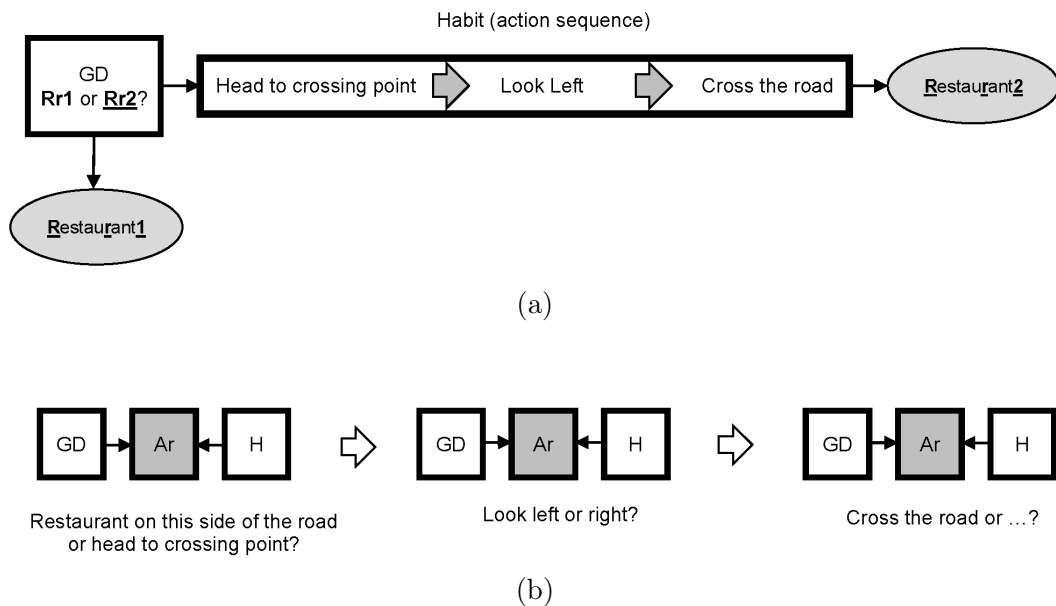 Habit (action sequence)
GD
Rr1 or Rr2?
Head to crossing point
Look Left
Cross the road
Restaurant2
Restaurant1
(a)
GD
Ar
H
GD
Ar
H
GD
Ar
H
Restaurant on this side of the road
or head to crossing point?
Look left or right?
Cross the road or ...?
(b)